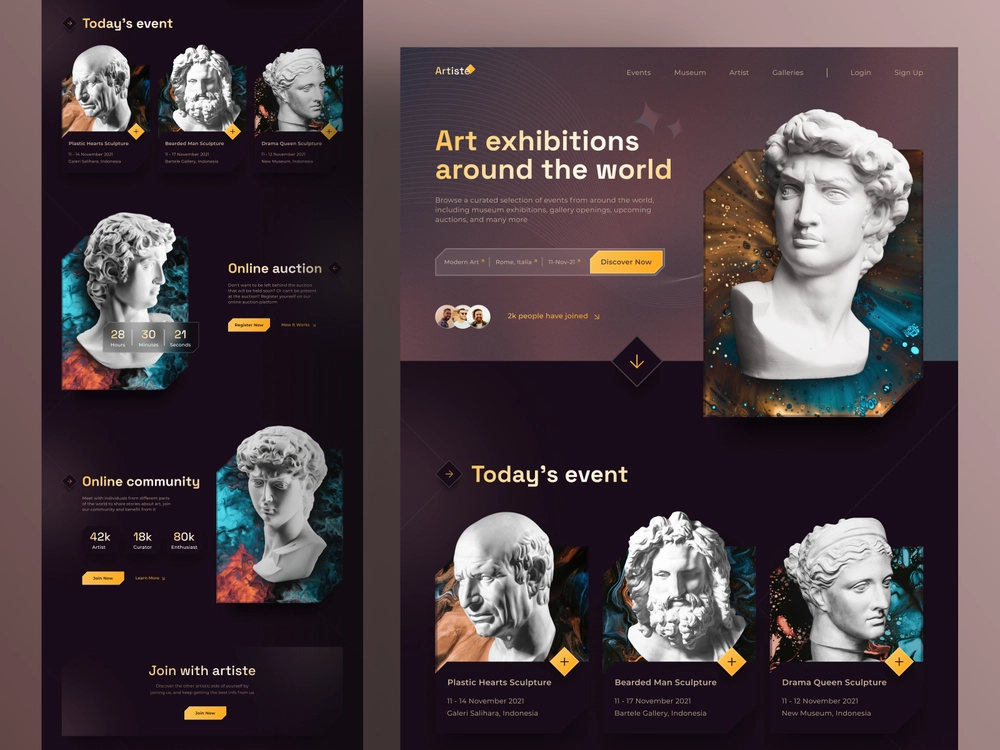 Today's event
Plastic Hearts Sculpture
11 - 14 November 2021
Galeri Salihara, Indonesia
Bearded Man Sculpture
11 - 17 November 2021
Bartele Gallery, Indonesia
Drama Queen Sculpture
11 - 12 November 2021
New Museum, Indonesia
Online auction
Don't want to be left behind the auction
that will be held soon? Or can't be present
at the auction? Register yourself on our
online auction platform
Register Now
How It Works
28
Hours
30
Minutes
21
Seconds
Online community
Meet with individuals from different parts
of the world to share stories about art, join
our community and benefit from it
42k
Artist
18k
Curator
80k
Enthusiast
Join Now
Learn More
Join with artiste
Discover the other artistic side of yourself by
joining us, and keep getting the best info from us
Join Now
Artiste
Events
Museum
Artist
Galleries
Login
Sign Up
Art exhibitions
around the world
Browse a curated selection of events from around the world,
including museum exhibitions, gallery openings, upcoming
auctions, and many more
Modern Art
Rome, Italia
11-Nov-21
Discover Now
2k people have joined
Today's event
Plastic Hearts Sculpture
11 - 14 November 2021
Galeri Salihara, Indonesia
Bearded Man Sculpture
11 - 17 November 2021
Bartele Gallery, Indonesia
Drama Queen Sculpture
11 - 12 November 2021
New Museum, Indonesia